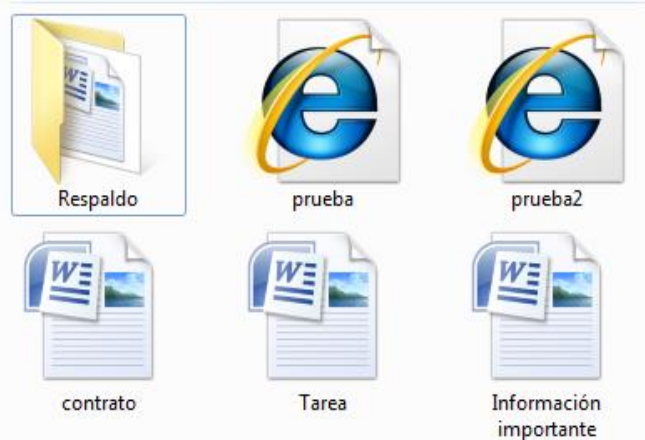 Respaldo
prueba
prueba2
contrato
Tarea
Información
importante